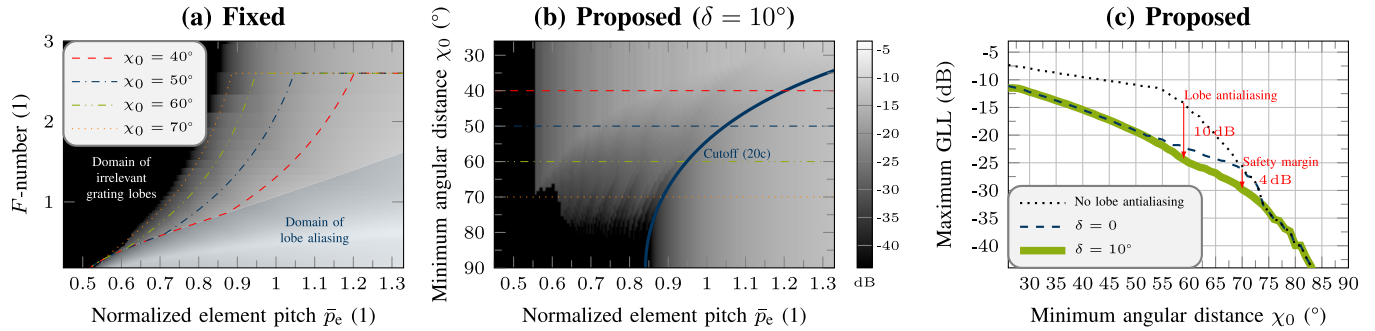 (a) Fixed
F-number (1)
3
2
1
χ₀ = 40°
χ₀ = 50°
χ₀ = 60°
χ₀ = 70°
Domain of
irrelevant
grating lobes
Domain of
lobe aliasing
0.5 0.6 0.7 0.8 0.9 1 1.1 1.2 1.3
Normalized element pitch p̄ₑ (1)
(b) Proposed (δ = 10°)
Minimum angular distance χ₀ (°)
30
40
50
60
70
80
90
Cutoff (20c)
0.5 0.6 0.7 0.8 0.9 1 1.1 1.2 1.3
Normalized element pitch p̄ₑ (1)
-5
-10
-15
-20
-25
-30
-35
-40
dB
(c) Proposed
Maximum GLL (dB)
-5
-10
-15
-20
-25
-30
-35
-40
Lobe antialiasing
10 dB
Safety margin
4 dB
No lobe antialiasing
δ = 0
δ = 10°
30 35 40 45 50 55 60 65 70 75 80 85 90
Minimum angular distance χ₀ (°)